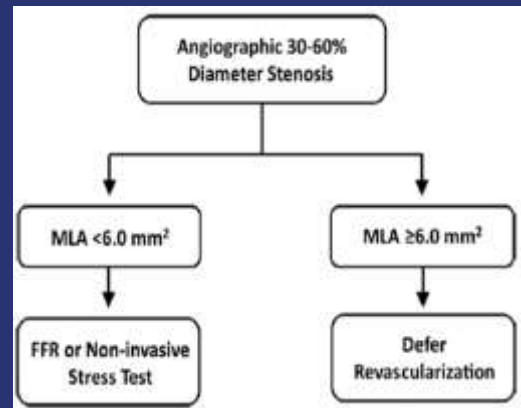 Angiographic 30-60%
Diameter Stenosis
MLA <6.0 mm²
MLA ≥6.0 mm²
FFR or Non-invasive
Stress Test
Defer
Revascularization